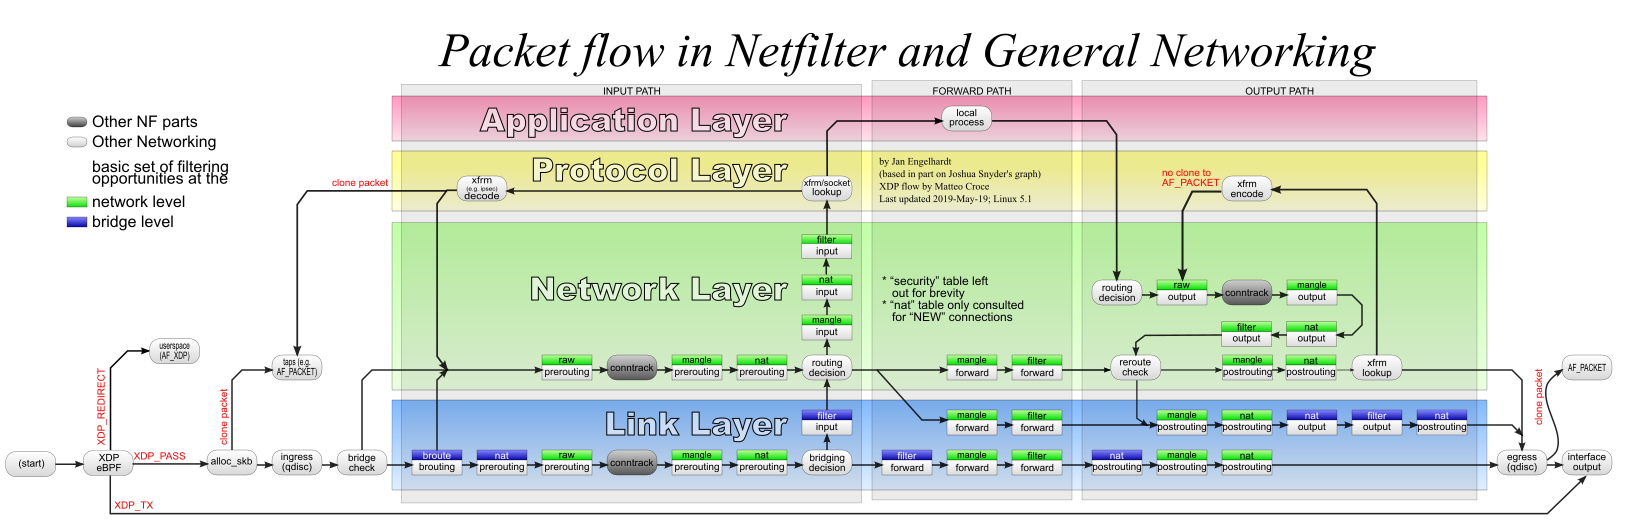 Packet flow in Netfilter and General Networking
INPUT PATH
FORWARD PATH
OUTPUT PATH
Other NF parts
Other Networking
basic set of filtering
opportunities at the
network level
bridge level
Application Layer
local
process
Protocol Layer
clone packet
xfrm
(e.g. ipsec)
decode
xfrm/socket
lookup
by Jan Engelhardt
(based in part on Joshua Snyder's graph)
XDP flow by Matteo Croce
Last updated 2019-May-19; Linux 5.1
no clone to
AF_PACKET
xfrm
encode
filter
input
nat
input
mangle
input
Network Layer
* “security” table left
out for brevity
* “nat” table only consulted
for “NEW” connections
routing
decision
raw
output
conntrack
mangle
output
filter
output
nat
output
userspace
(AF_XDP)
taps (e.g.
AF_PACKET)
raw
prerouting
conntrack
mangle
prerouting
nat
prerouting
routing
decision
mangle
forward
filter
forward
reroute
check
mangle
postrouting
nat
postrouting
xfrm
lookup
AF_PACKET
XDP_REDIRECT
clone packet
clone packet
Link Layer
filter
input
mangle
forward
filter
forward
mangle
postrouting
nat
postrouting
nat
output
filter
output
nat
postrouting
(start)
XDP
eBPF
XDP_PASS
alloc_skb
ingress
(qdisc)
bridge
check
broute
brouting
nat
prerouting
raw
prerouting
conntrack
mangle
prerouting
nat
prerouting
bridging
decision
filter
forward
mangle
forward
filter
forward
nat
postrouting
mangle
postrouting
nat
postrouting
egress
(qdisc)
interface
output
XDP_TX